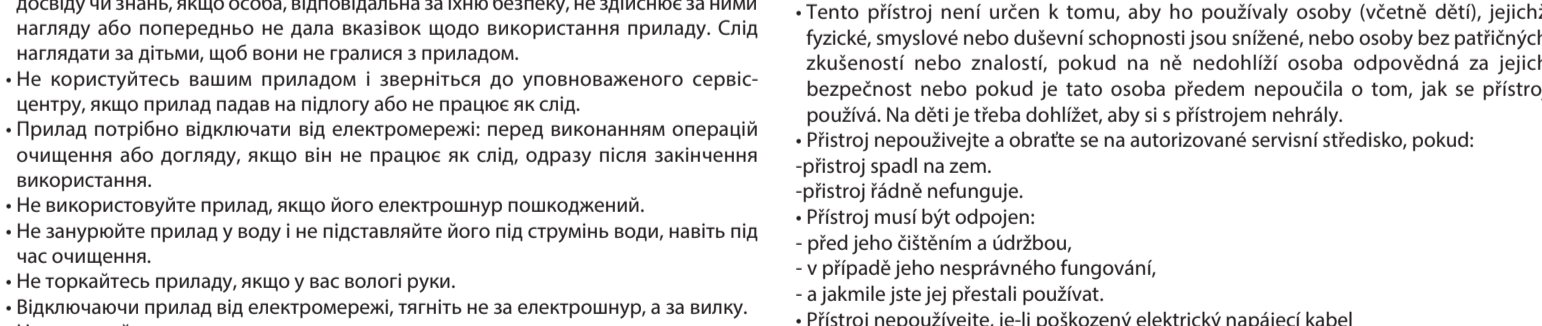 досвіду чи знань, якщо особа, відповідальна за їхню безпеку, не здійснює за ними
нагляду або попередньо не дала вказівок щодо використання приладу. Слід
наглядати за дітьми, щоб вони не гралися з приладом.
• Не користуйтесь вашим приладом і зверніться до уповноваженого сервіс-
центру, якщо прилад падав на підлогу або не працює як слід.
• Прилад потрібно відключати від електромережі: перед виконанням операцій
очищення або догляду, якщо він не працює як слід, одразу після закінчення
використання.
• Не використовуйте прилад, якщо його електрошнур пошкоджений.
• Не занурюйте прилад у воду і не підставляйте його під струмінь води, навіть під
час очищення.
• Не торкайтесь приладу, якщо у вас вологі руки.
• Відключаючи прилад від електромережі, тягніть не за електрошнур, а за вилку.
• Tento přístroj není určen k tomu, aby ho používaly osoby (včetně dětí), jejichž
fyzické, smyslové nebo duševní schopnosti jsou snížené, nebo osoby bez patřičných
zkušeností nebo znalostí, pokud na ně nedohlíží osoba odpovědná za jejich
bezpečnost nebo pokud je tato osoba předem nepoučila o tom, jak se přístroj
používá. Na děti je třeba dohlížet, aby si s přístrojem nehrály.
• Přistroj nepouživejte a obraťte se na autorizované servisní středisko, pokud:
-přistroj spadl na zem.
-přistroj řádně nefunguje.
• Přístroj musí být odpojen:
- před jeho čištěním a údržbou,
- v případě jeho nesprávného fungování,
- a jakmile jste jej přestali používat.
• Přístroj nepoužívejte, je-li poškozený elektrický napájecí kabel